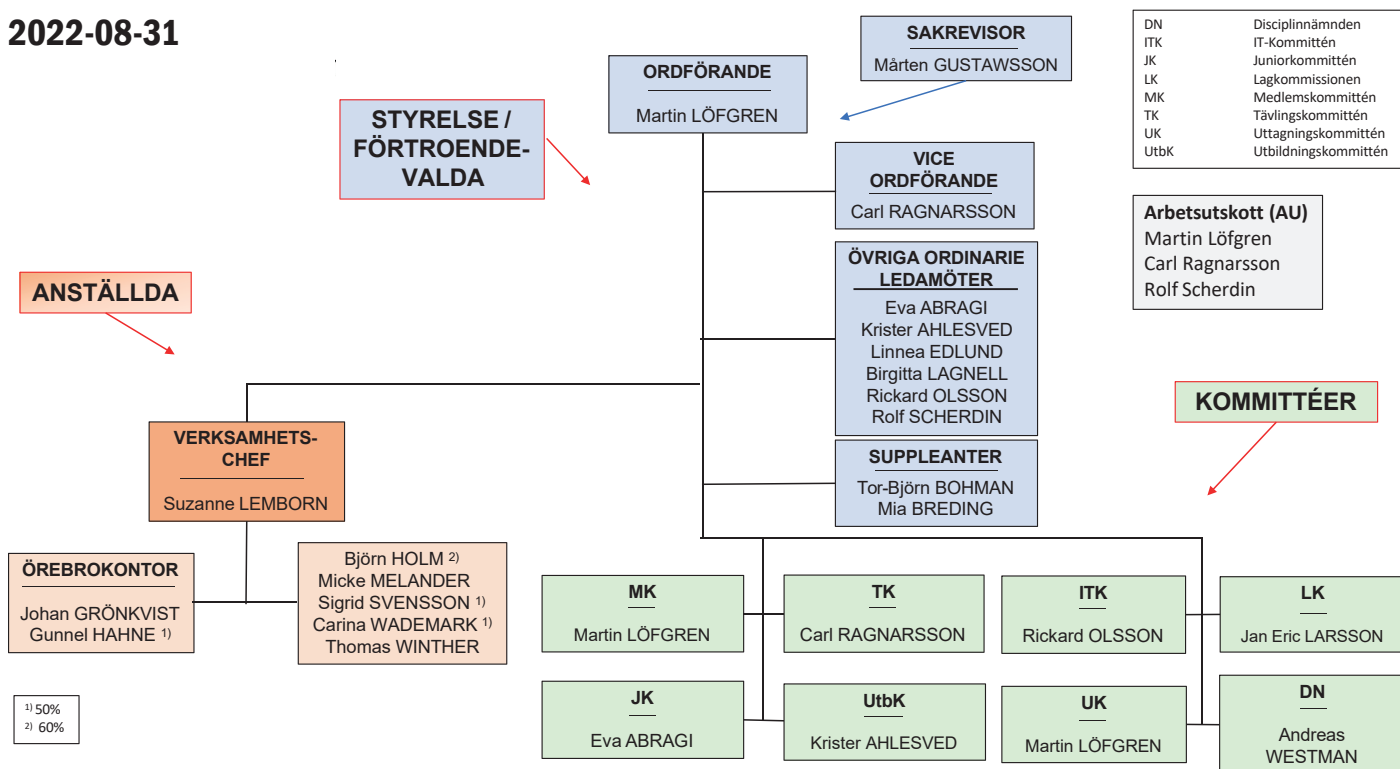 2022-08-31
SAKREVISOR
Mårten GUSTAWSSON
ORDFÖRANDE
Martin LÖFGREN
STYRELSE /
FÖRTROENDE-
VALDA
DN Disciplinnämnden
ITK IT-Kommittén
JK Juniorkommittén
LK Lagkommissionen
MK Medlemskommittén
TK Tävlingskommittén
UK Uttagningskommittén
UtbK Utbildningskommittén
VICE
ORDFÖRANDE
Carl RAGNARSSON
Arbetsutskott (AU)
Martin Löfgren
Carl Ragnarsson
Rolf Scherdin
ÖVRIGA ORDINARIE
LEDAMÖTER
Eva ABRAGI
Krister AHLESVED
Linnea EDLUND
Birgitta LAGNELL
Rickard OLSSON
Rolf SCHERDIN
ANSTÄLLDA
KOMMITTÉER
SUPPLEANTER
Tor-Björn BOHMAN
Mia BREDING
VERKSAMHETS-
CHEF
Suzanne LEMBORN
ÖREBROKONTOR
Johan GRÖNKVIST
Gunnel HAHNE 1)
Björn HOLM 2)
Micke MELANDER
Sigrid SVENSSON 1)
Carina WADEMARK 1)
Thomas WINTHER
MK
Martin LÖFGREN
TK
Carl RAGNARSSON
ITK
Rickard OLSSON
LK
Jan Eric LARSSON
JK
Eva ABRAGI
UtbK
Krister AHLESVED
UK
Martin LÖFGREN
DN
Andreas
WESTMAN
1) 50%
2) 60%